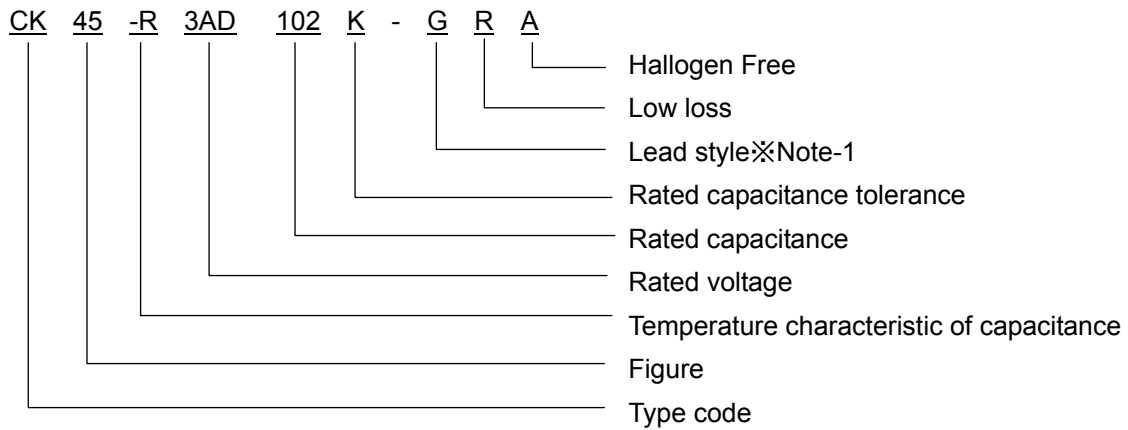 CK 45 -R 3AD 102 K - G R A
Hallogen Free
Low loss
Lead style※Note-1
Rated capacitance tolerance
Rated capacitance
Rated voltage
Temperature characteristic of capacitance
Figure
Type code